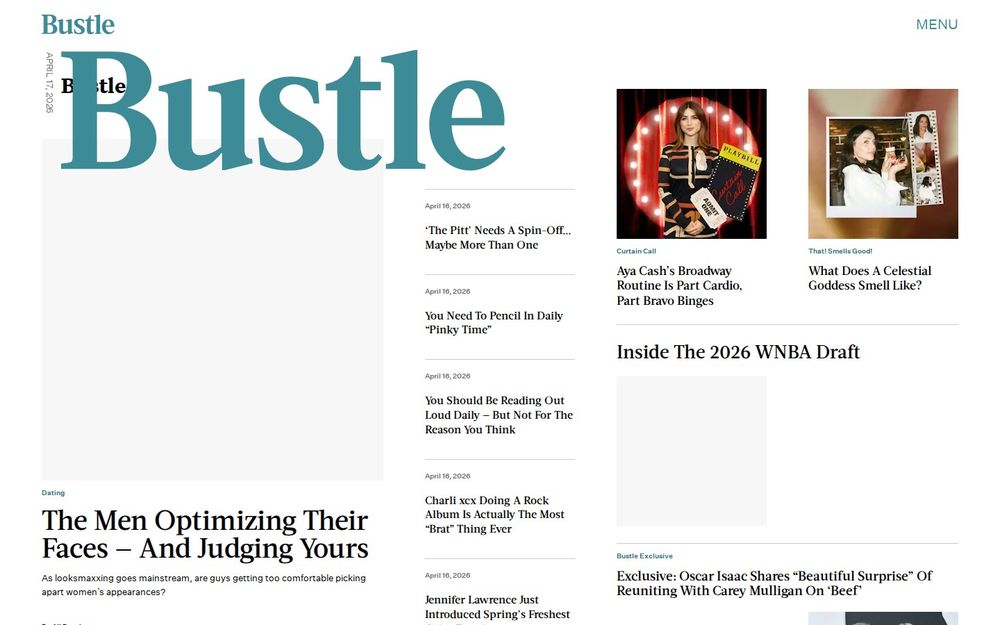 Bustle
MENU
APRIL 17, 2026
Bustle
Bustle
Dating
The Men Optimizing Their
Faces – And Judging Yours
As looksmaxxing goes mainstream, are guys getting too comfortable picking
apart women’s appearances?
April 16, 2026
‘The Pitt’ Needs A Spin-Off...
Maybe More Than One
April 16, 2026
You Need To Pencil In Daily
“Pinky Time”
April 16, 2026
You Should Be Reading Out
Loud Daily – But Not For The
Reason You Think
April 16, 2026
Charli xcx Doing A Rock
Album Is Actually The Most
“Brat” Thing Ever
April 16, 2026
Jennifer Lawrence Just
Introduced Spring’s Freshest
PLAYBILL
Curtain
Call
ADMIT
ONE
Curtain Call
Aya Cash’s Broadway
Routine Is Part Cardio,
Part Bravo Binges
That! Smells Good!
What Does A Celestial
Goddess Smell Like?
Inside The 2026 WNBA Draft
Bustle Exclusive
Exclusive: Oscar Isaac Shares “Beautiful Surprise” Of
Reuniting With Carey Mulligan On ‘Beef’